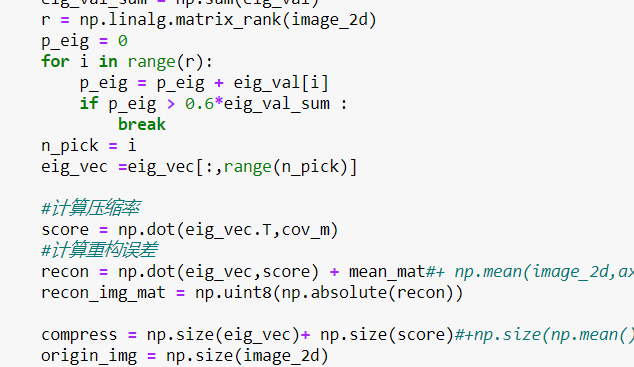 eig_val_sum = np.sum(eig_val)
r = np.linalg.matrix_rank(image_2d)
p_eig = 0
for i in range(r):
    p_eig = p_eig + eig_val[i]
    if p_eig > 0.6*eig_val_sum :
        break
n_pick = i
eig_vec =eig_vec[:,range(n_pick)]
#计算压缩率
score = np.dot(eig_vec.T,cov_m)
#计算重构误差
recon = np.dot(eig_vec,score) + mean_mat#+ np.mean(image_2d,ax
recon_img_mat = np.uint8(np.absolute(recon))
compress = np.size(eig_vec)+ np.size(score)#+np.size(np.mean()
origin_img = np.size(image_2d)